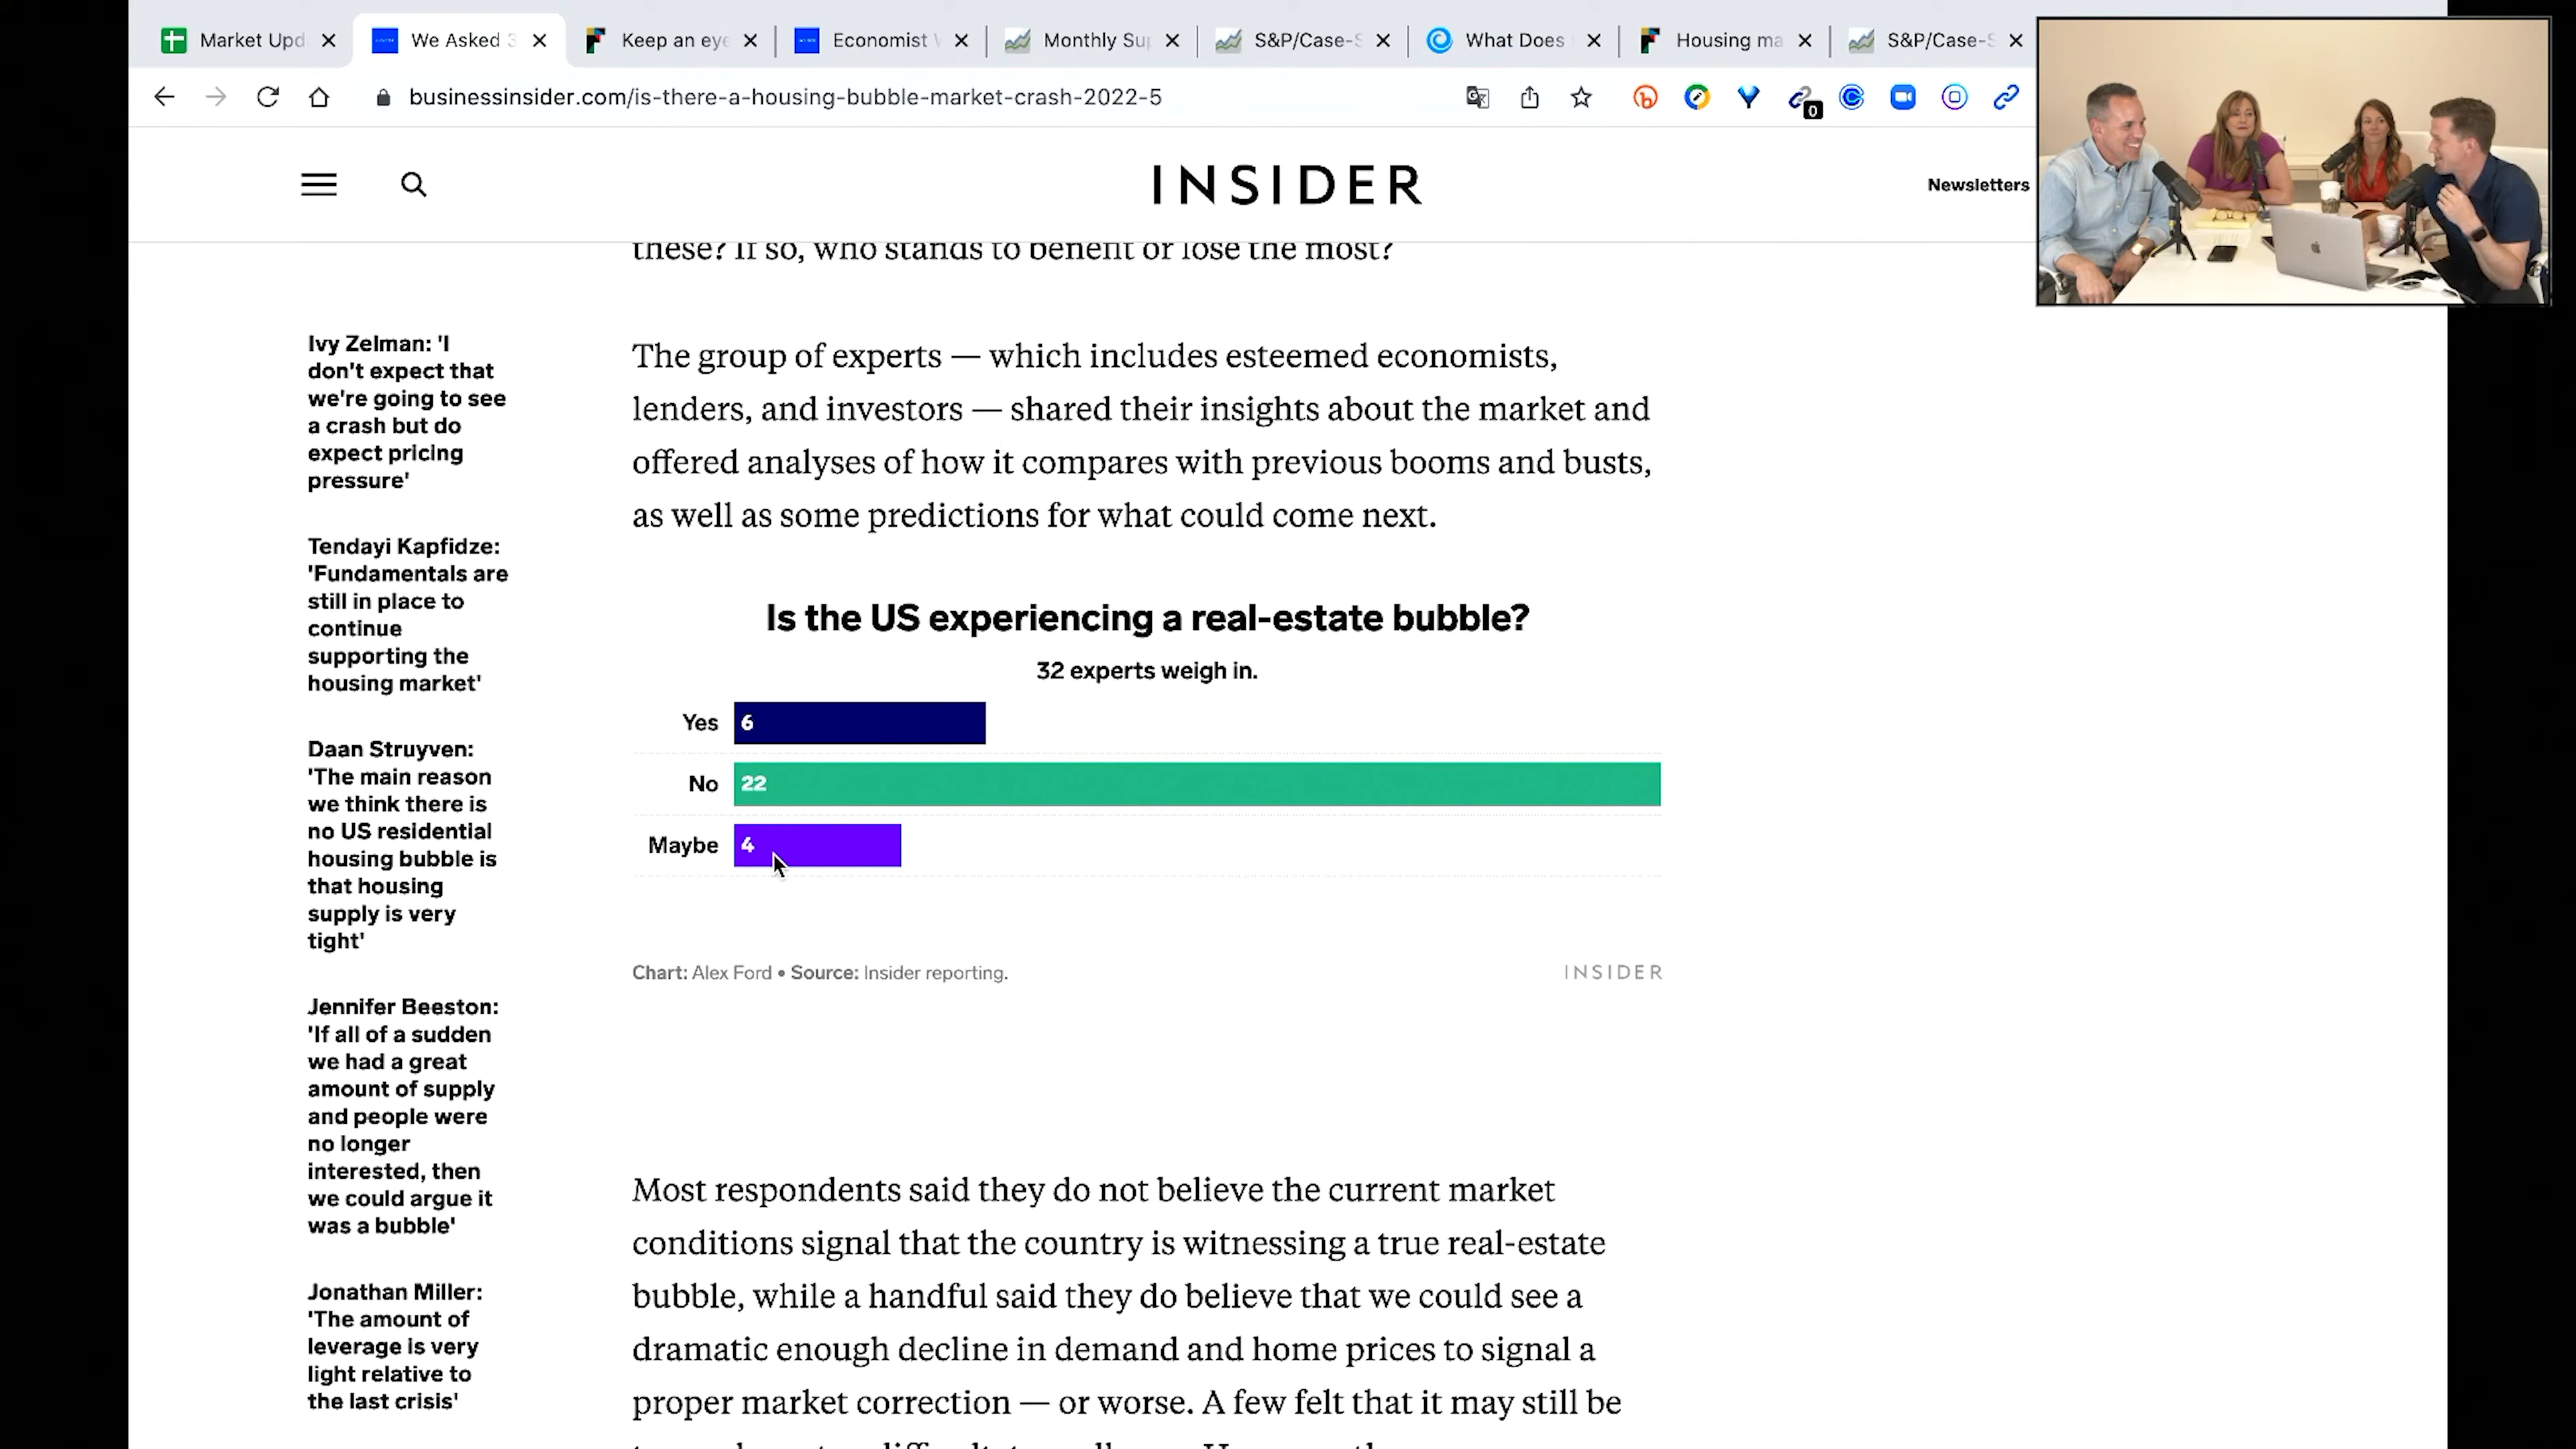 Market Upd
We Asked 3
Keep an eye
Economist W
Monthly Sup
S&P/Case-S
What Does
Housing ma
S&P/Case-S
businessinsider.com/is-there-a-housing-bubble-market-crash-2022-5
0
INSIDER
Newsletters
these? If so, who stands to benefit or lose the most?
Ivy Zelman: 'I
don't expect that
we're going to see
a crash but do
expect pricing
pressure'
Tendayi Kapfidze:
'Fundamentals are
still in place to
continue
supporting the
housing market'
Daan Struyven:
'The main reason
we think there is
no US residential
housing bubble is
that housing
supply is very
tight'
Jennifer Beeston:
'If all of a sudden
we had a great
amount of supply
and people were
no longer
interested, then
we could argue it
was a bubble'
Jonathan Miller:
'The amount of
leverage is very
light relative to
the last crisis'
The group of experts — which includes esteemed economists,
lenders, and investors — shared their insights about the market and
offered analyses of how it compares with previous booms and busts,
as well as some predictions for what could come next.
Is the US experiencing a real-estate bubble?
32 experts weigh in.
Yes 6
No 22
Maybe 4
Chart: Alex Ford • Source: Insider reporting.
INSIDER
Most respondents said they do not believe the current market
conditions signal that the country is witnessing a true real-estate
bubble, while a handful said they do believe that we could see a
dramatic enough decline in demand and home prices to signal a
proper market correction — or worse. A few felt that it may still be